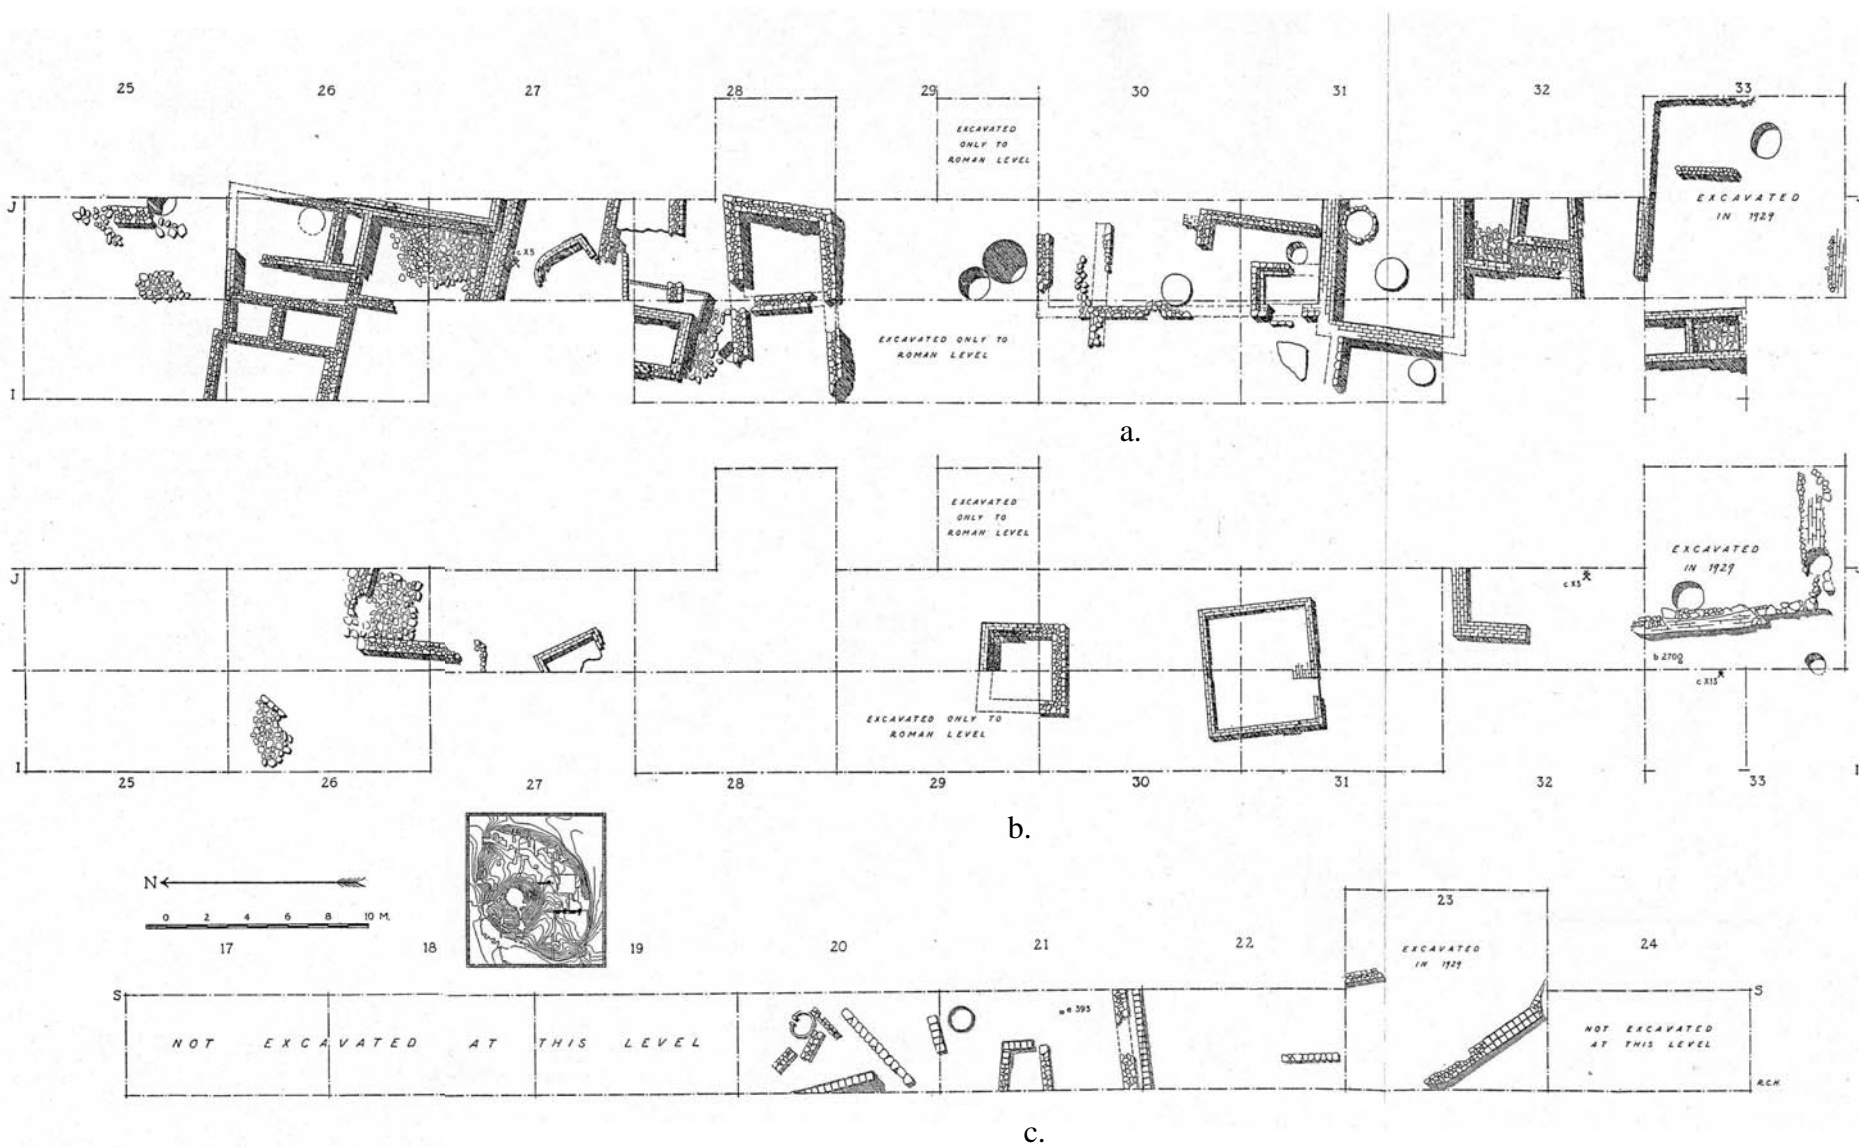 25 26 27 28 29 30 31 32 33
EXCAVATED
ONLY TO
ROMAN LEVEL
J
EXCAVATED
IN 1929
c X5
EXCAVATED ONLY TO
ROMAN LEVEL
I
a.
EXCAVATED
ONLY TO
ROMAN LEVEL
EXCAVATED
IN 1929
J
c X3
b 2700
c X13
EXCAVATED ONLY TO
ROMAN LEVEL
I
25 26 27 28 29 30 31 32 33
b.
N
0 2 4 6 8 10 M.
17 18 19 20 21 22 23 24
EXCAVATED
IN 1929
S S
e 393
NOT EXCAVATED AT THIS LEVEL
NOT EXCAVATED
AT THIS LEVEL
R.C.H.
c.